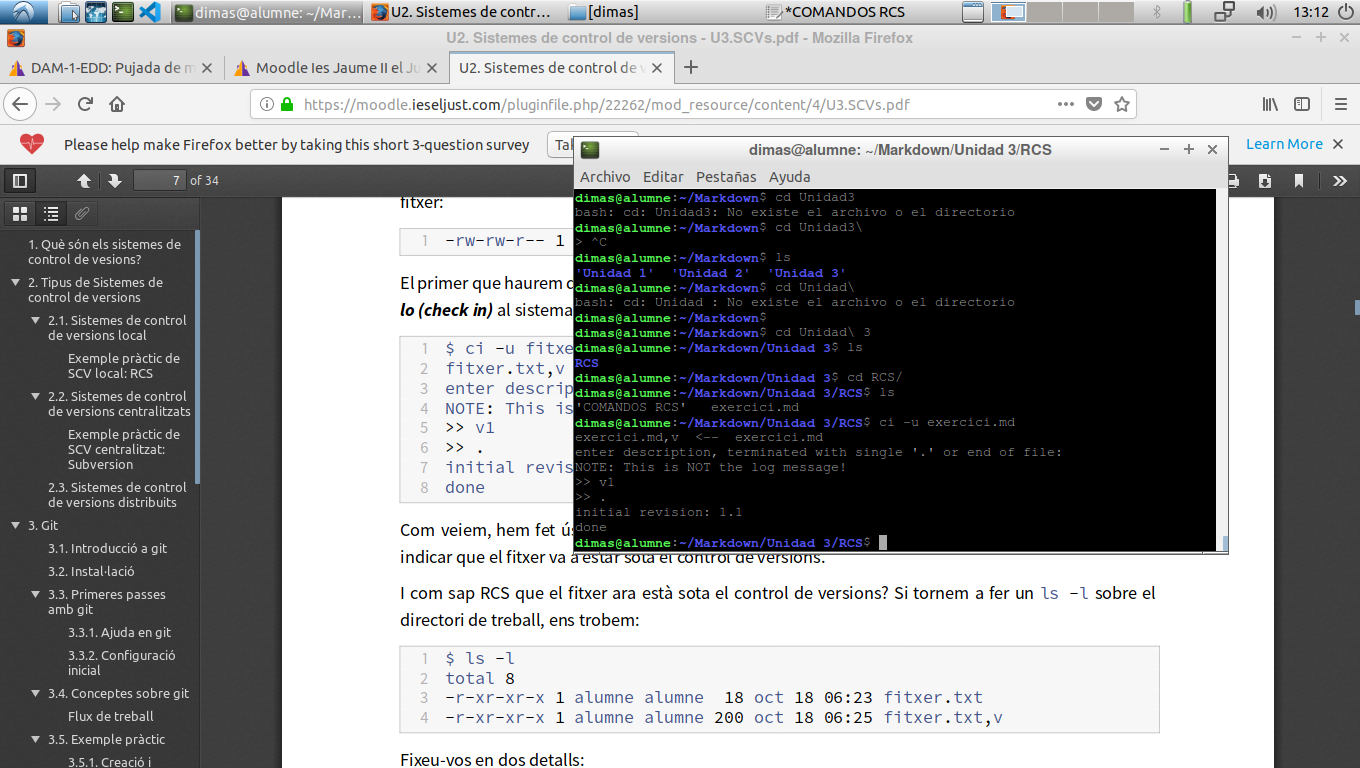 dimas@alumne: ~/Mar...
U2. Sistemes de contr...
[dimas]
*COMANDOS RCS
13:12
U2. Sistemes de control de versions - U3.SCVs.pdf - Mozilla Firefox
DAM-1-EDD: Pujada de m
Moodle Ies Jaume II el Ju
U2. Sistemes de control de v
https://moodle.ieseljust.com/pluginfile.php/22262/mod_resource/content/4/U3.SCVs.pdf
Please help make Firefox better by taking this short 3-question survey
Ta
Learn More
7 of 34
1. Què són els sistemes de
control de vesions?
2. Tipus de Sistemes de
control de versions
2.1. Sistemes de control
de versions local
Exemple pràctic de
SCV local: RCS
2.2. Sistemes de control
de versions centralitzats
Exemple pràctic de
SCV centralitzat:
Subversion
2.3. Sistemes de control
de versions distribuits
3. Git
3.1. Introducció a git
3.2. Instal·lació
3.3. Primeres passes
amb git
3.3.1. Ajuda en git
3.3.2. Configuració
inicial
3.4. Conceptes sobre git
Flux de treball
3.5. Exemple pràctic
3.5.1. Creació i
fitxer:
1 -rw-rw-r-- 1
El primer que haurem d
lo (check in) al sistema
1 $ ci -u fitxe
2 fitxer.txt,v
3 enter descrip
4 NOTE: This is
5 >> v1
6 >> .
7 initial revis
8 done
Com veiem, hem fet ús
indicar que el fitxer va a estar sota el control de versions.
I com sap RCS que el fitxer ara està sota el control de versions? Si tornem a fer un ls -l sobre el
directori de treball, ens trobem:
1 $ ls -l
2 total 8
3 -r-xr-xr-x 1 alumne alumne  18 oct 18 06:23 fitxer.txt
4 -r-xr-xr-x 1 alumne alumne 200 oct 18 06:25 fitxer.txt,v
Fixeu-vos en dos detalls:
dimas@alumne: ~/Markdown/Unidad 3/RCS
Archivo Editar Pestañas Ayuda
dimas@alumne:~/Markdown$ cd Unidad3
bash: cd: Unidad3: No existe el archivo o el directorio
dimas@alumne:~/Markdown$ cd Unidad3\
> ^C
dimas@alumne:~/Markdown$ ls
'Unidad 1'  'Unidad 2'  'Unidad 3'
dimas@alumne:~/Markdown$ cd Unidad\
bash: cd: Unidad : No existe el archivo o el directorio
dimas@alumne:~/Markdown$
dimas@alumne:~/Markdown$ cd Unidad\ 3
dimas@alumne:~/Markdown/Unidad 3$ ls
RCS
dimas@alumne:~/Markdown/Unidad 3$ cd RCS/
dimas@alumne:~/Markdown/Unidad 3/RCS$ ls
'COMANDOS RCS'   exercici.md
dimas@alumne:~/Markdown/Unidad 3/RCS$ ci -u exercici.md
exercici.md,v  <--  exercici.md
enter description, terminated with single '.' or end of file:
NOTE: This is NOT the log message!
>> v1
>> .
initial revision: 1.1
done
dimas@alumne:~/Markdown/Unidad 3/RCS$